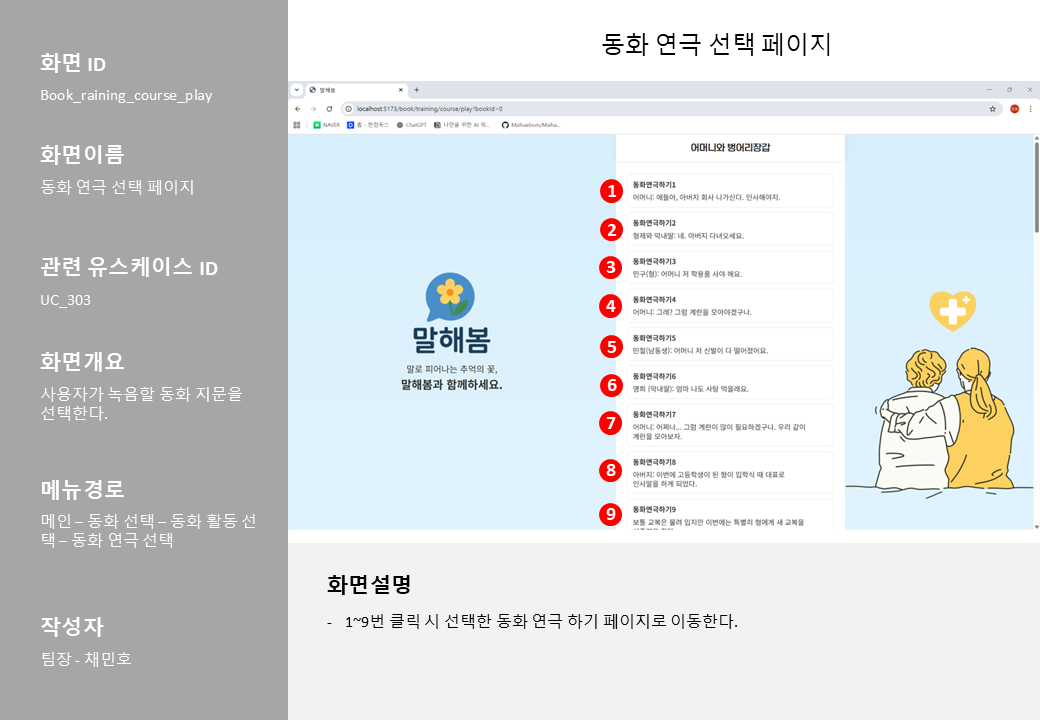 화면 ID
Book_raining_course_play
화면이름
동화 연극 선택 페이지
관련 유스케이스 ID
UC_303
화면개요
사용자가 녹음할 동화 지문을
선택한다.
메뉴경로
메인 – 동화 선택 – 동화 활동 선
택 – 동화 연극 선택
작성자
팀장 - 채민호
동화 연극 선택 페이지
말해봄
localhost:5173/book/training/course/play?bookId=0
NAVER
홈 - 한컴독스
ChatGPT
나만을 위한 AI 워...
Malhaebom/Malha...
말해봄
말로 피어나는 추억의 꽃,
말해봄과 함께하세요.
어머니와 벙어리장갑
1
동화연극하기1
어머니: 애들아, 아버지 회사 나가신다. 인사해야지.
2
동화연극하기2
형제와 막내딸: 네. 아버지 다녀오세요.
3
동화연극하기3
민구(형): 어머니 저 학용품 사야 해요.
4
동화연극하기4
어머니: 그래? 그럼 계란을 모아야겠구나.
5
동화연극하기5
민철(남동생): 어머니 저 신발이 다 떨어졌어요.
6
동화연극하기6
영희 (막내딸): 엄마 나도 사탕 먹을래요.
7
동화연극하기7
어머니: 어쩌나... 그럼 계란이 많이 필요하겠구나. 우리 같이
계란을 모아보자.
8
동화연극하기8
아버지: 이번에 고등학생이 된 형이 입학식 때 대표로
인사말을 하게 되었다.
9
동화연극하기9
보통 교복은 물려 입지만 이번에는 특별히 형에게 새 교복을
화면설명
- 1~9번 클릭 시 선택한 동화 연극 하기 페이지로 이동한다.